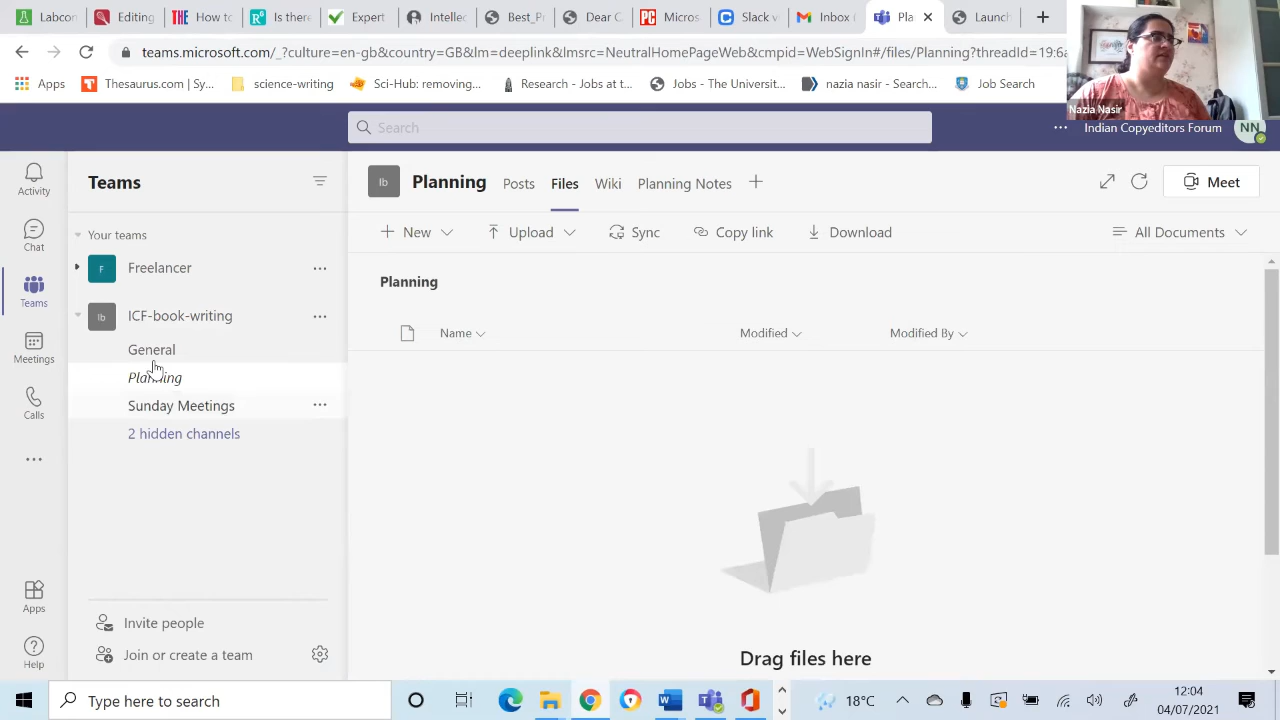 Labcon
Editing
How to
Is there
Expert
Intellec
Best_P
Dear C
Micros
Slack v
Inbox (
Pla
Launch
teams.microsoft.com/_?culture=en-gb&country=GB&lm=deeplink&lmsrc=NeutralHomePageWeb&cmpid=WebSignIn#/files/Planning?threadId=19:6a
Apps
Thesaurus.com | Sy...
science-writing
Sci-Hub: removing...
Research - Jobs at t...
Jobs - The Universit...
nazia nasir - Search...
Job Search
Nazia Nasir
Search
Indian Copyeditors Forum
NN
Activity
Chat
Teams
Meetings
Calls
Apps
Help
Teams
Your teams
F
Freelancer
Ib
ICF-book-writing
General
Planning
Sunday Meetings
2 hidden channels
Invite people
Join or create a team
Ib
Planning
Posts
Files
Wiki
Planning Notes
Meet
New
Upload
Sync
Copy link
Download
All Documents
Planning
Name
Modified
Modified By
Drag files here
Type here to search
18°C
12:04
04/07/2021